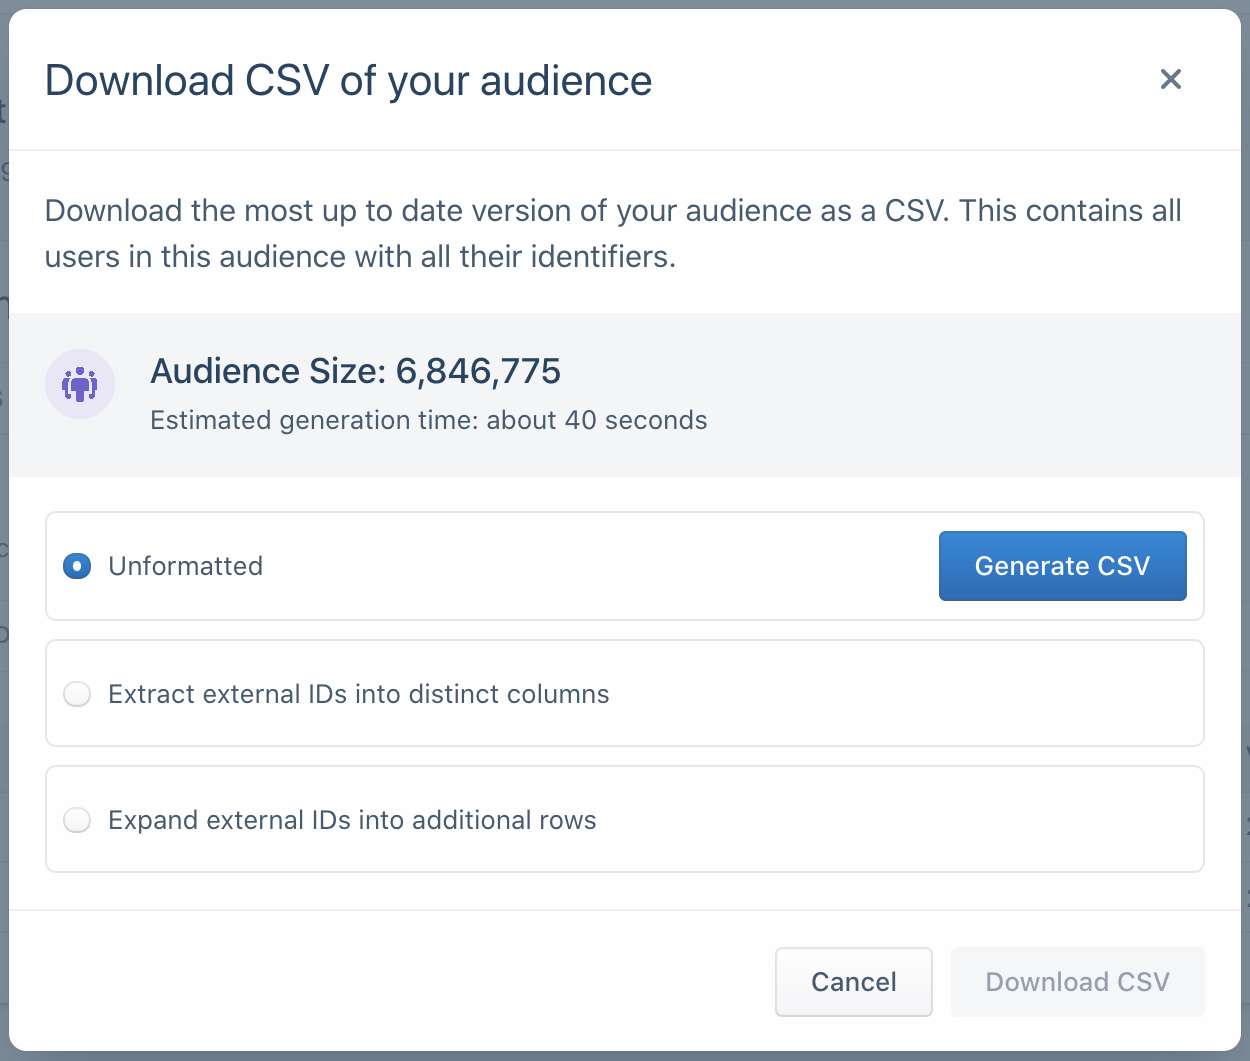 Download CSV of your audience
Download the most up to date version of your audience as a CSV. This contains all
users in this audience with all their identifiers.
Audience Size: 6,846,775
Estimated generation time: about 40 seconds
Unformatted
Generate CSV
Extract external IDs into distinct columns
Expand external IDs into additional rows
Cancel
Download CSV